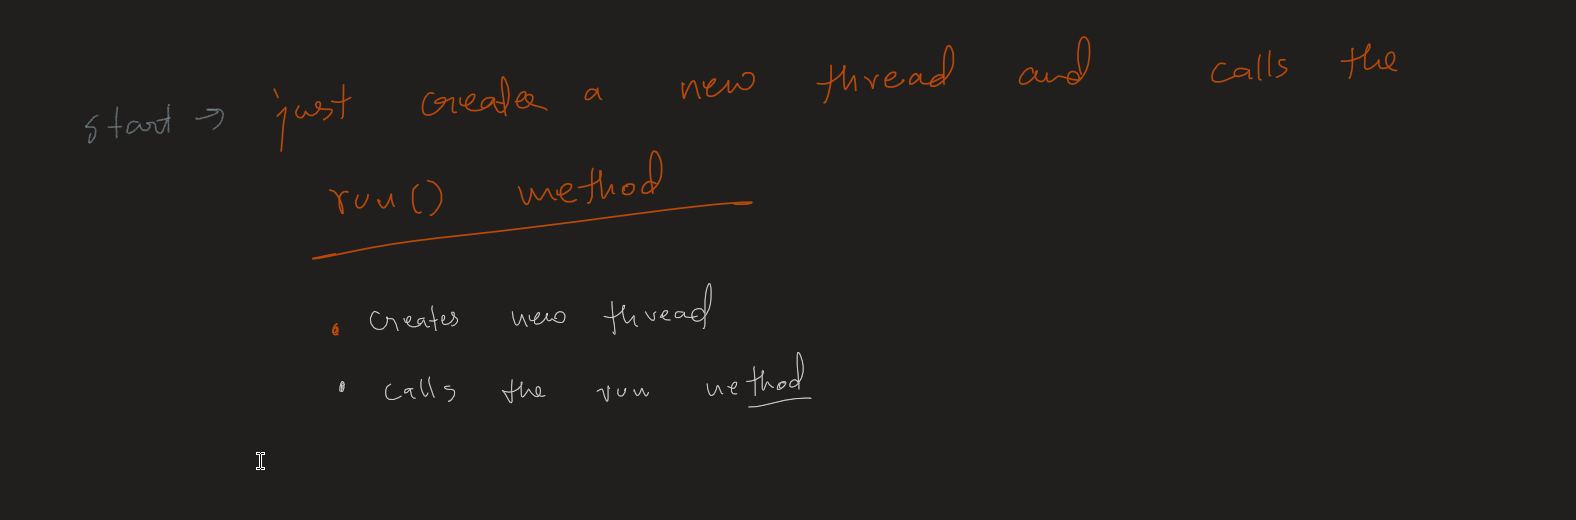 start → just creates a new thread and calls the
run() method
• creates new thread
• calls the run method